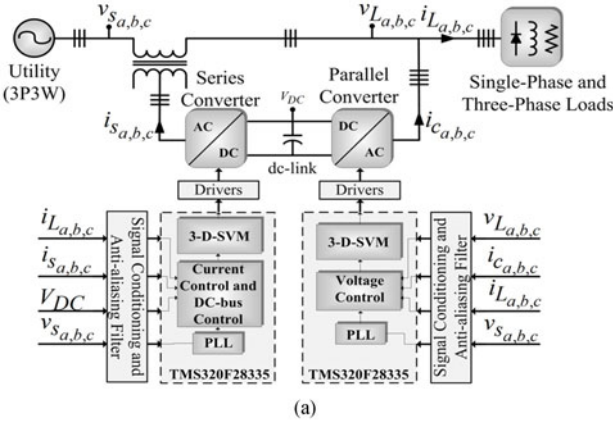 v_{s_{a,b,c}}
v_{L_{a,b,c}}
i_{L_{a,b,c}}
Utility
(3P3W)
Series
Converter
Parallel
Converter
Single-Phase and
Three-Phase Loads
i_{s_{a,b,c}}
AC
DC
V_{DC}
dc-link
DC
AC
i_{c_{a,b,c}}
Drivers
Drivers
i_{L_{a,b,c}}
i_{s_{a,b,c}}
V_{DC}
v_{s_{a,b,c}}
Signal Conditioning and
Anti-aliasing Filter
3-D-SVM
Current
Control and
DC-bus
Control
PLL
TMS320F28335
3-D-SVM
Voltage
Control
PLL
TMS320F28335
Signal Conditioning and
Anti-aliasing Filter
v_{L_{a,b,c}}
i_{c_{a,b,c}}
i_{L_{a,b,c}}
v_{s_{a,b,c}}
(a)